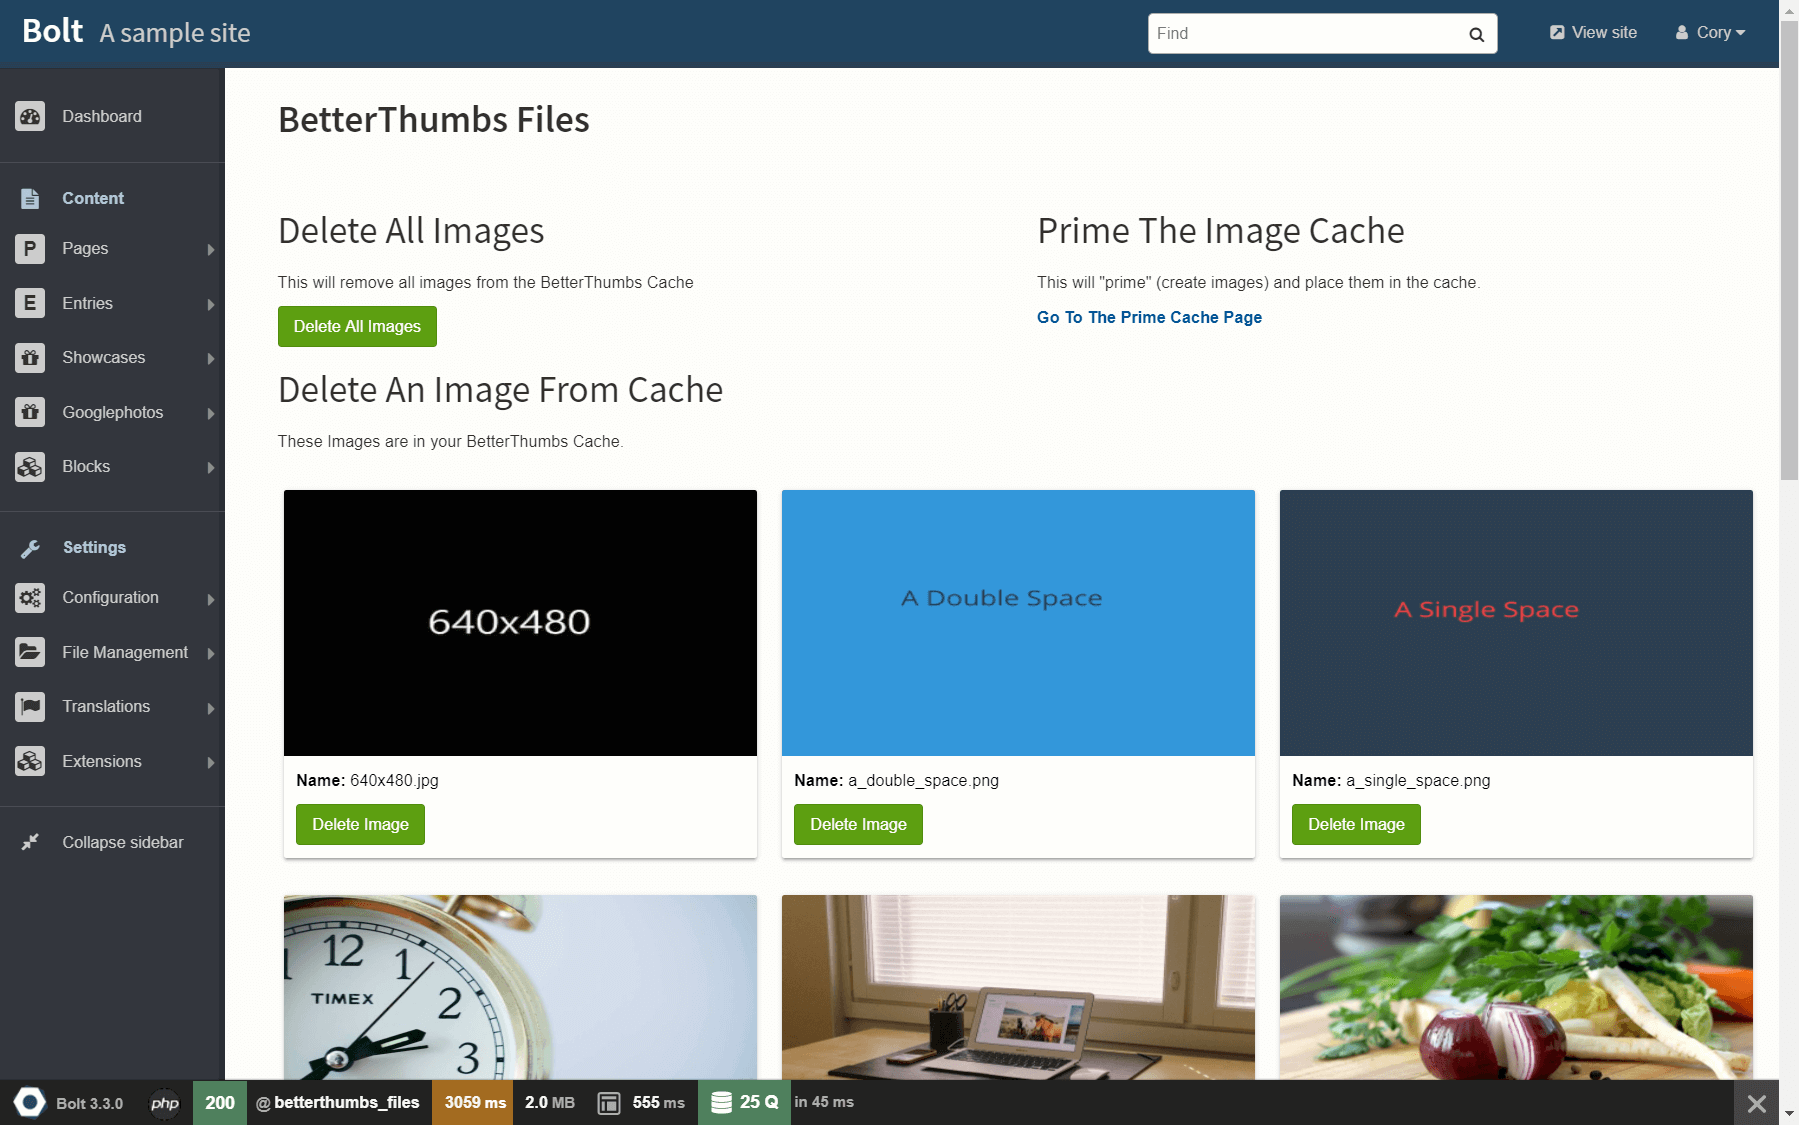 Bolt A sample site
Find
View site
Cory
Dashboard
Content
P Pages
E Entries
Showcases
Googlephotos
Blocks
Settings
Configuration
File Management
Translations
Extensions
Collapse sidebar
BetterThumbs Files
Delete All Images
This will remove all images from the BetterThumbs Cache
Delete All Images
Prime The Image Cache
This will "prime" (create images) and place them in the cache.
Go To The Prime Cache Page
Delete An Image From Cache
These Images are in your BetterThumbs Cache.
640x480
A Double Space
A Single Space
Name: 640x480.jpg
Name: a_double_space.png
Name: a_single_space.png
Delete Image
Delete Image
Delete Image
12
1
1
TIMEX
2
3
Bolt 3.3.0 php 200 @ betterthumbs_files 3059 ms 2.0 MB 555 ms 25 Q in 45 ms